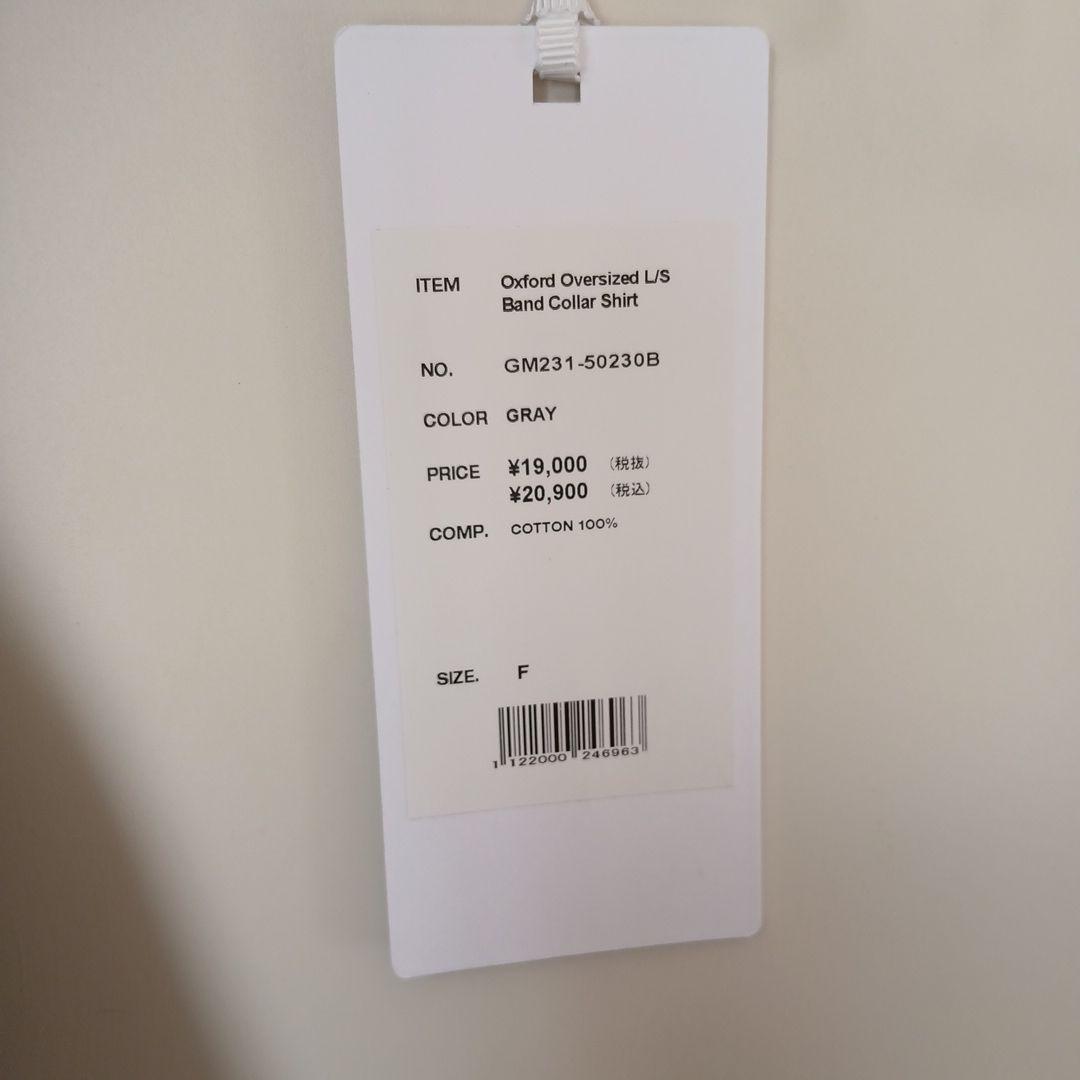 ITEM Oxford Oversized L/S
Band Collar Shirt
NO. GM231-50230B
COLOR GRAY
PRICE ¥19,000 (税抜)
¥20,900 (税込)
COMP. COTTON 100%
SIZE. F
1 122000 246963